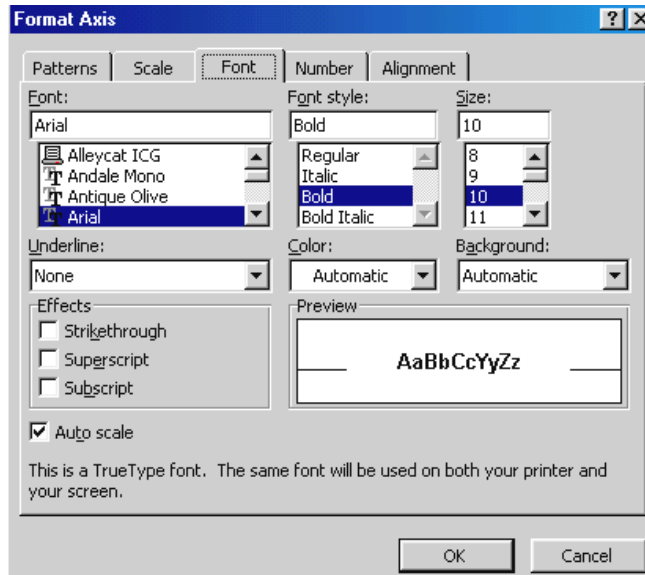 Format Axis
Patterns Scale Font Number Alignment
Font: Font style: Size:
Arial Bold 10
Alleycat ICG Regular 8
Andale Mono Italic 9
Antique Olive Bold 10
Arial Bold Italic 11
Underline: Color: Background:
None Automatic Automatic
Effects Preview
Strikethrough
Superscript AaBbCcYyZz
Subscript
Auto scale
This is a TrueType font. The same font will be used on both your printer and
your screen.
OK Cancel